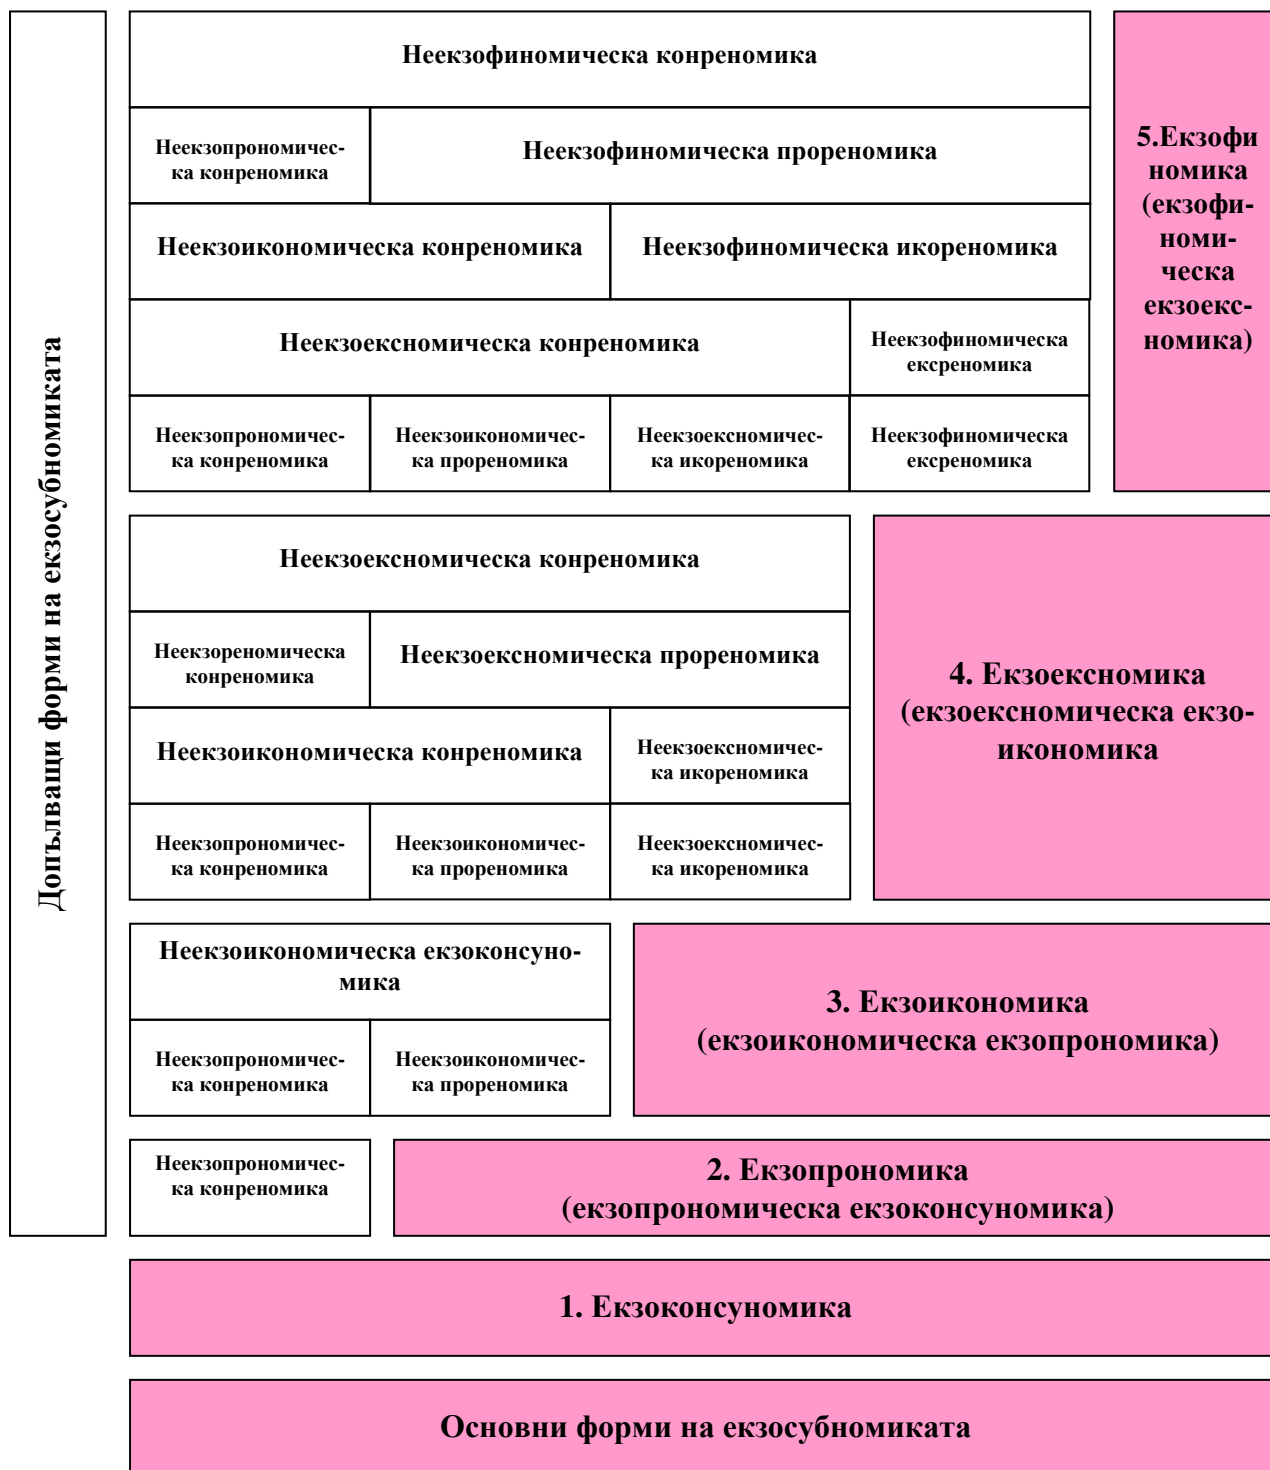 Допълващи форми на екзосубномиката
Неекзофиномическа конреномика
Неекзопрономичес-
ка конреномика
Неекзофиномическа прореномика
Неекзоикономическа конреномика
Неекзофиномическа икореномика
Неекзоексномическа конреномика
Неекзофиномическа
ексреномика
Неекзопрономичес-
ка конреномика
Неекзоикономичес-
ка прореномика
Неекзоексномичес-
ка икореномика
Неекзофиномическа
ексреномика
5.Екзофи
номика
(екзофи-
номи-
ческа
екзоекс-
номика)
Неекзоексномическа конреномика
Неекзореномическа
конреномика
Неекзоексномическа прореномика
Неекзоикономическа конреномика
Неекзоексномичес-
ка икореномика
Неекзопрономичес-
ка конреномика
Неекзоикономичес-
ка прореномика
Неекзоексномичес-
ка икореномика
4. Екзоексномика
(екзоексномическа екзо-
икономика
Неекзоикономическа екзоконсуно-
мика
Неекзопрономичес-
ка конреномика
Неекзоикономичес-
ка прореномика
3. Екзоикономика
(екзоикономическа екзопрономика)
Неекзопрономичес-
ка конреномика
2. Екзопрономика
(екзопрономическа екзоконсуномика)
1. Екзоконсуномика
Основни форми на екзосубномиката